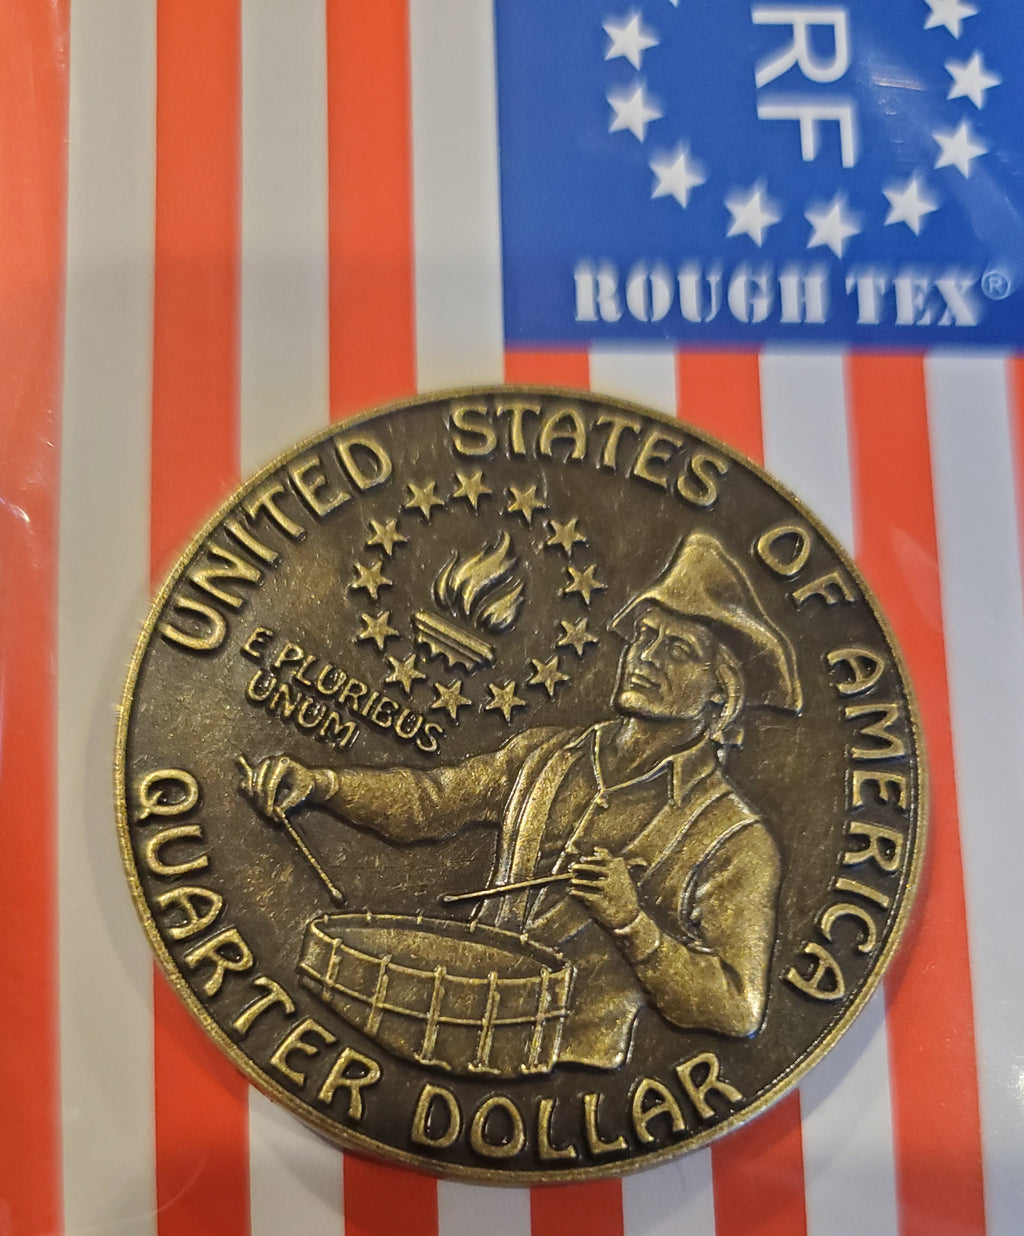 RF
ROUGH TEX®
UNITED STATES OF AMERICA
E PLURIBUS
UNUM
QUARTER DOLLAR